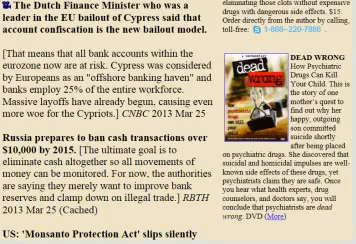 The Dutch Finance Minister who was a
leader in the EU bailout of Cypress said that
account confiscation is the new bailout model.
[That means that all bank accounts within the
eurozone now are at risk. Cypress was considered
by Europeans as an "offshore banking haven" and
banks employ 25% of the entire workforce.
Massive layoffs have already begun, causing even
more woe for the Cypriots.] CNBC 2013 Mar 25
Russia prepares to ban cash transactions over
$10,000 by 2015. [The ultimate goal is to
eliminate cash altogether so all movements of
money can be monitored. For now, the authorities
are saying they merely want to improve bank
reserves and clamp down on illegal trade.] RBTH
2013 Mar 25 (Cached)
US: 'Monsanto Protection Act' slips silently
eliminating those clots without expensive
drugs with dangerous side effects. $15.
Order directly from the author by calling,
toll-free: 1-888-220-7888 .
dead
wrong
DEAD WRONG
How Psychiatric
Drugs Can Kill
Your Child. This is
the story of one
mother's quest to
find out why her
happy, outgoing
son committed
suicide shortly
after being placed
on psychiatric drugs. She discovered that
suicidal and homicidal impulses are well-
known side effects of these drugs, yet
psychiatrists claim they are safe. Once
you hear what health experts, drug
counselors, and doctors say, you will
conclude that psychiatrists are dead
wrong. DVD (More)